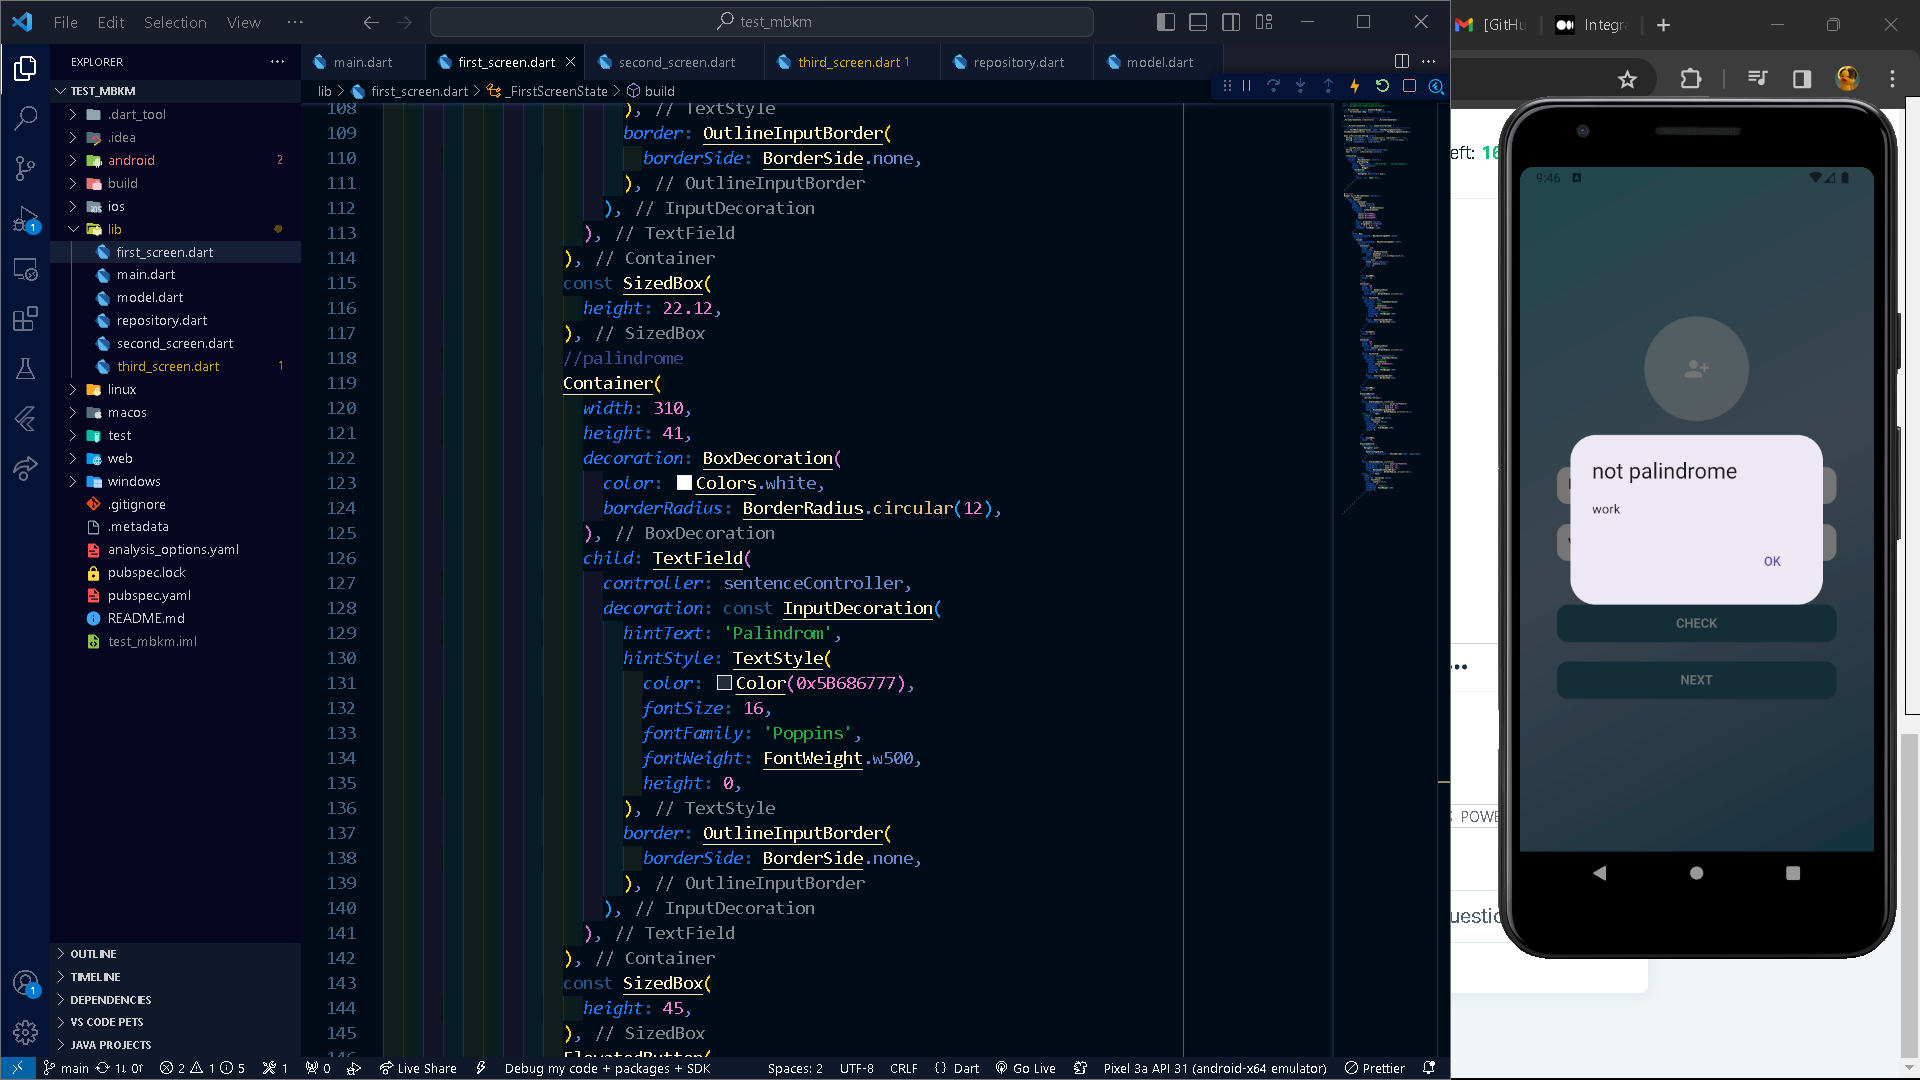 File Edit Selection View ...
test_mbkm
[GitHu
Integra
EXPLORER
main.dart
first_screen.dart
second_screen.dart
third_screen.dart 1
repository.dart
model.dart
lib > first_screen.dart > _FirstScreenState > build
TEST_MBKM
.dart_tool
.idea
android 2
build
ios
lib
first_screen.dart
main.dart
model.dart
repository.dart
second_screen.dart
third_screen.dart 1
linux
macos
test
web
windows
.gitignore
.metadata
analysis_options.yaml
pubspec.lock
pubspec.yaml
README.md
test_mbkm.iml
OUTLINE
TIMELINE
DEPENDENCIES
VS CODE PETS
JAVA PROJECTS
108 ), // TextStyle
109 border: OutlineInputBorder(
110 borderSide: BorderSide.none,
111 ), // OutlineInputBorder
112 ), // InputDecoration
113 ), // TextField
114 ), // Container
115 const SizedBox(
116 height: 22.12,
117 ), // SizedBox
118 //palindrome
119 Container(
120 width: 310,
121 height: 41,
122 decoration: BoxDecoration(
123 color: Colors.white,
124 borderRadius: BorderRadius.circular(12),
125 ), // BoxDecoration
126 child: TextField(
127 controller: sentenceController,
128 decoration: const InputDecoration(
129 hintText: 'Palindrom',
130 hintStyle: TextStyle(
131 color: Color(0x5B686777),
132 fontSize: 16,
133 fontFamily: 'Poppins',
134 fontWeight: FontWeight.w500,
135 height: 0,
136 ), // TextStyle
137 border: OutlineInputBorder(
138 borderSide: BorderSide.none,
139 ), // OutlineInputBorder
140 ), // InputDecoration
141 ), // TextField
142 ), // Container
143 const SizedBox(
144 height: 45,
145 ), // SizedBox
146 ElevatedButton(
eft: 10
9:46
not palindrome
work
OK
CHECK
NEXT
POWE
uestio
main 1↓ 0↑ 2 1 5 1 0 Live Share Debug my code + packages + SDK Spaces: 2 UTF-8 CRLF {} Dart Go Live Pixel 3a API 31 (android-x64 emulator) Prettier